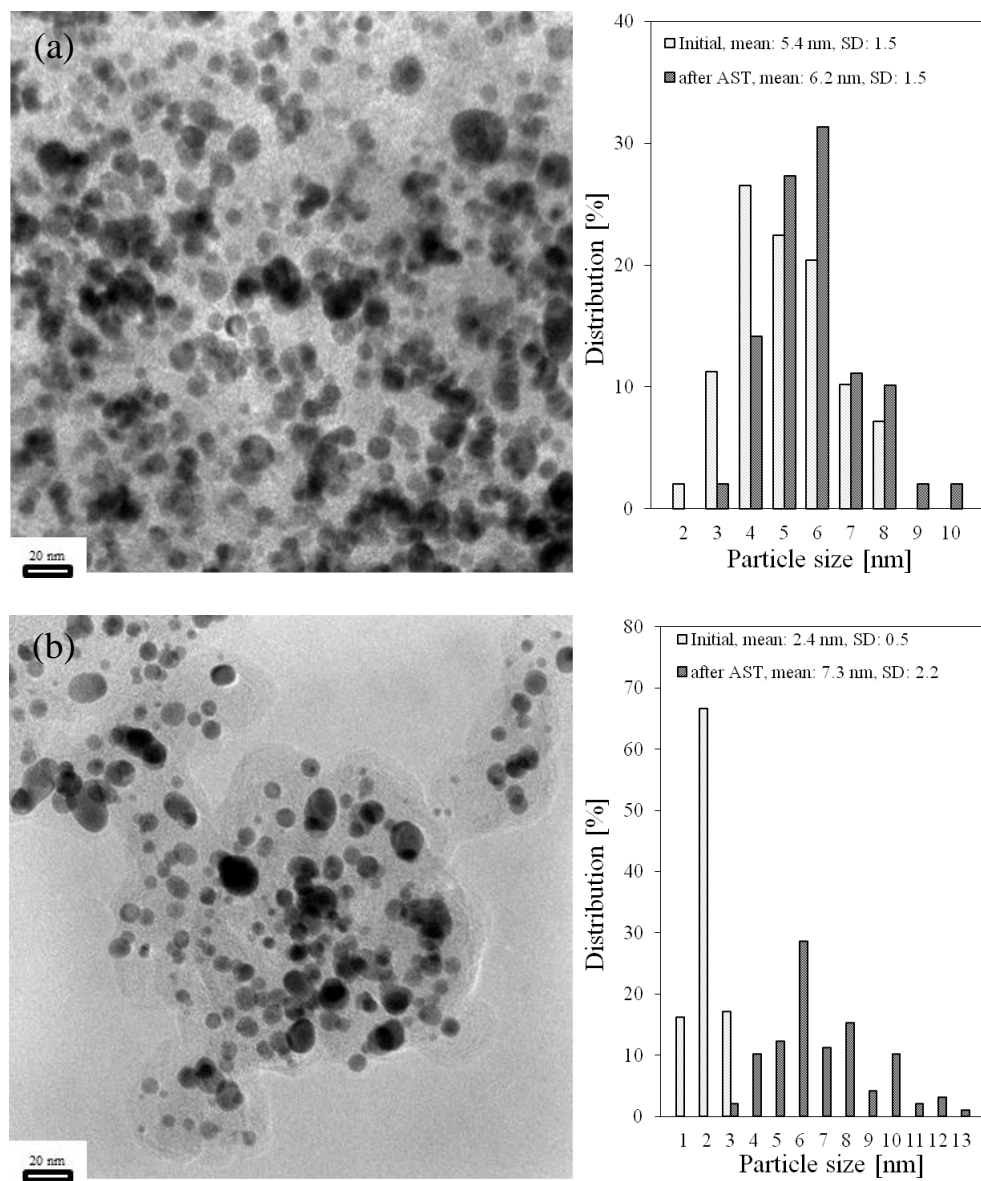 (a)
20 nm
Initial, mean: 5.4 nm, SD: 1.5
after AST, mean: 6.2 nm, SD: 1.5
Distribution [%]
40
30
20
10
0
2 3 4 5 6 7 8 9 10
Particle size [nm]
(b)
20 nm
Initial, mean: 2.4 nm, SD: 0.5
after AST, mean: 7.3 nm, SD: 2.2
Distribution [%]
80
70
60
50
40
30
20
10
0
1 2 3 4 5 6 7 8 9 10 11 12 13
Particle size [nm]